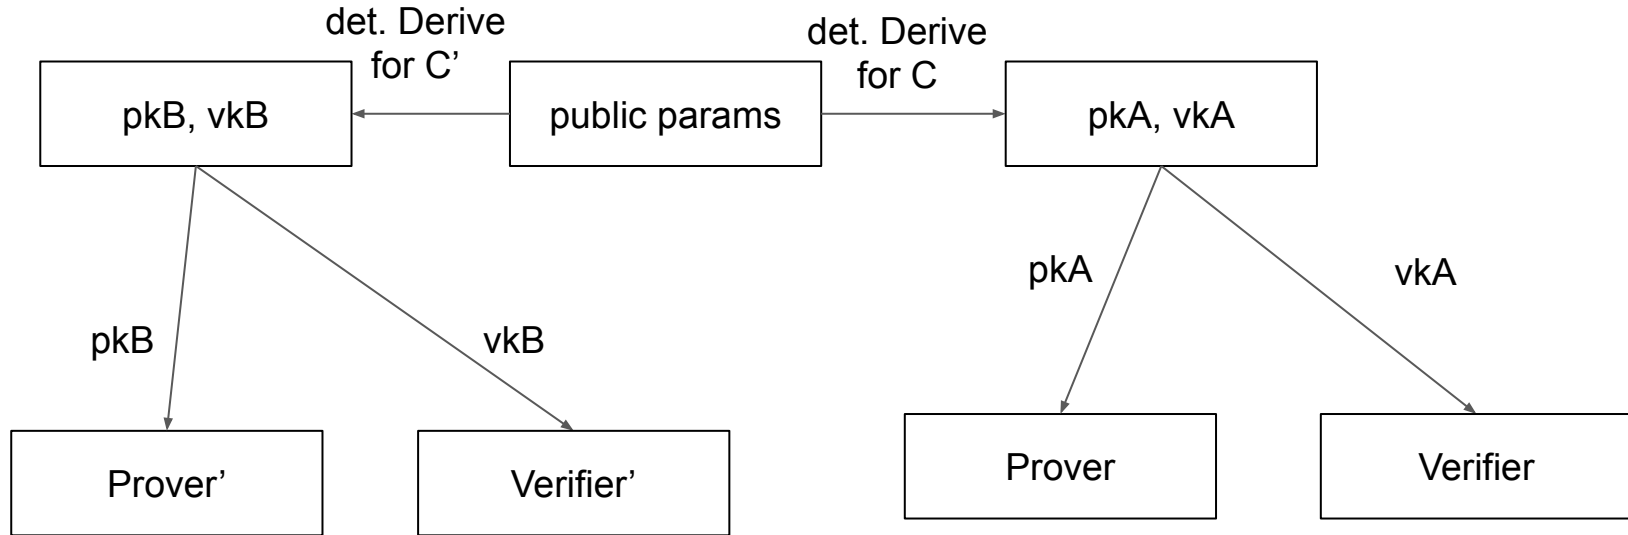 det. Derive
for C’
det. Derive
for C
pkB, vkB
public params
pkA, vkA
pkB
vkB
pkA
vkA
Prover’
Verifier’
Prover
Verifier